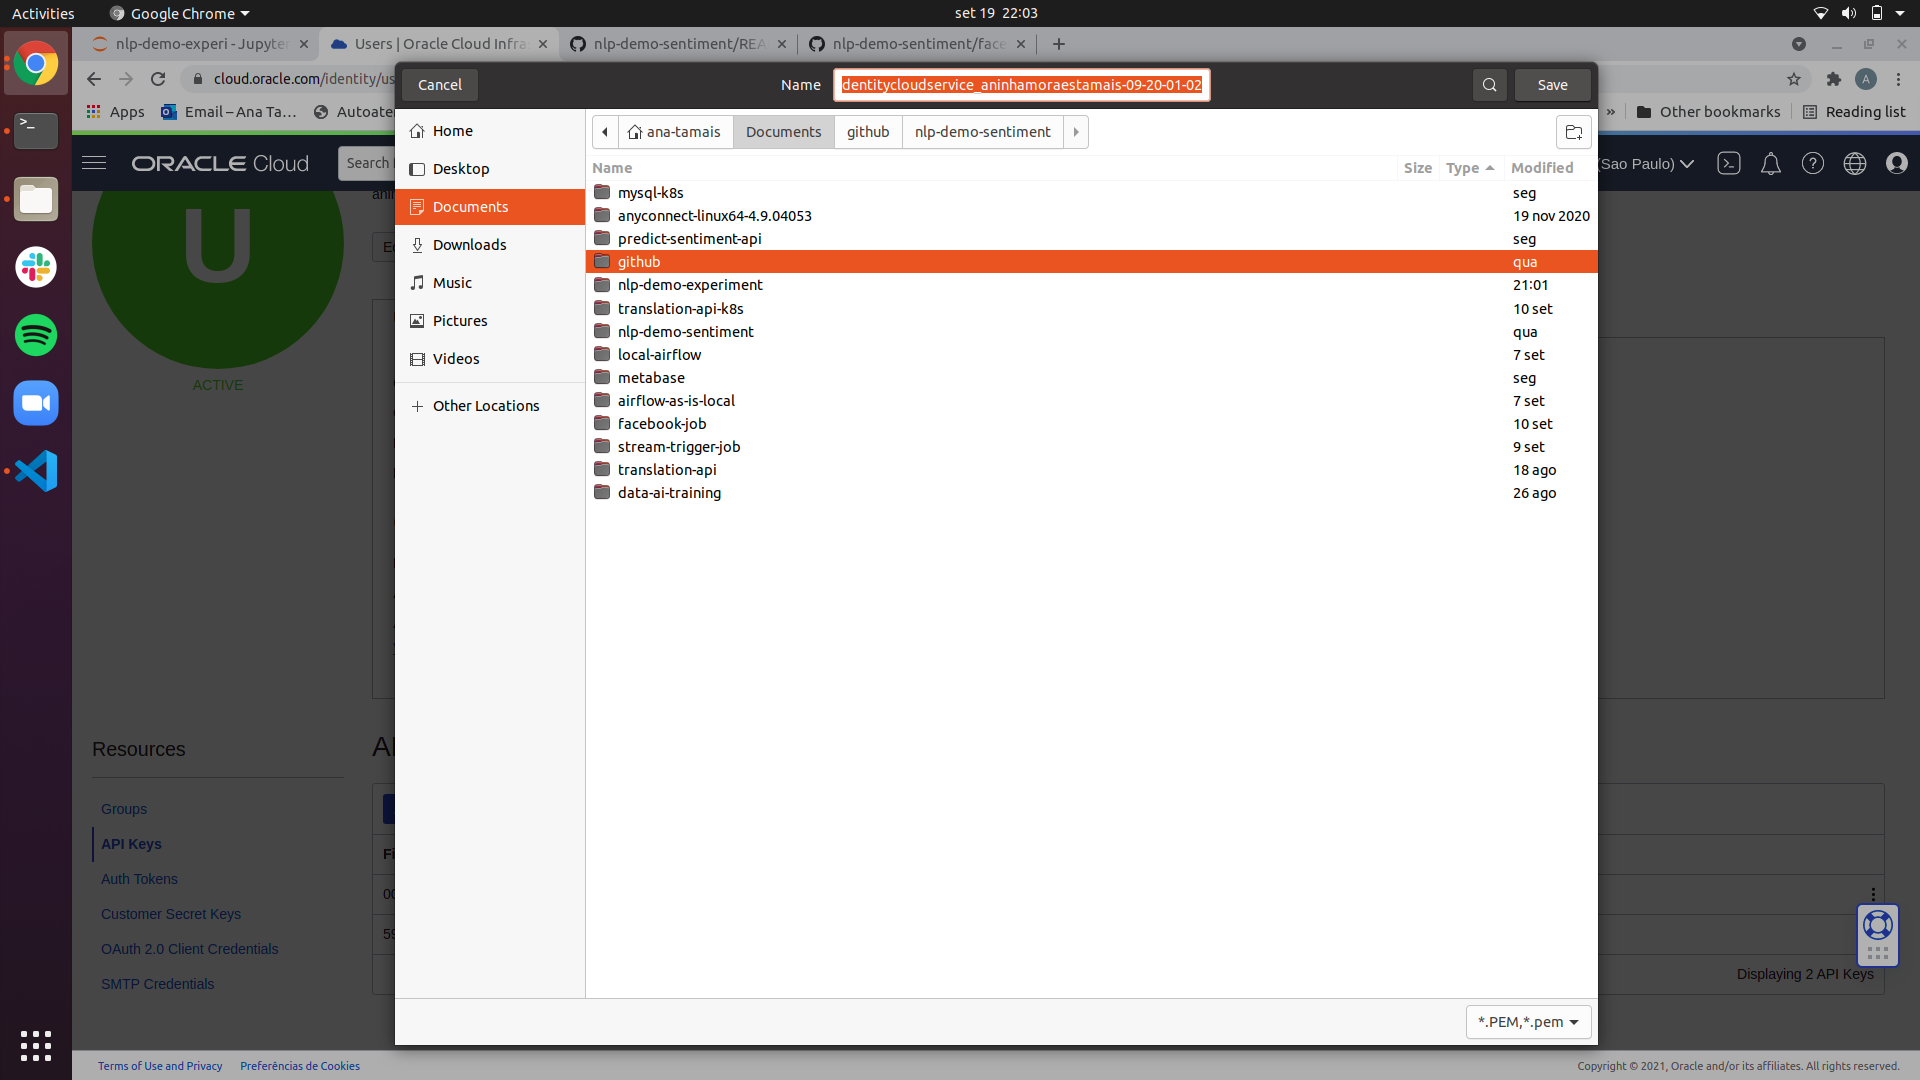 Activities
Google Chrome
set 19 22:03
nlp-demo-experi - Jupyter
Users | Oracle Cloud Infra
nlp-demo-sentiment/REA
nlp-demo-sentiment/face
cloud.oracle.com/identity/us
A
Apps
Email – Ana Ta…
Autoate
»
Other bookmarks
Reading list
Cancel
Name
dentitycloudservice_aninhamoraestamais-09-20-01-02
Save
Home
Desktop
Documents
Downloads
Music
Pictures
Videos
Other Locations
ana-tamais
Documents
github
nlp-demo-sentiment
Name
Size
Type
Modified
mysql-k8s
seg
anyconnect-linux64-4.9.04053
19 nov 2020
predict-sentiment-api
seg
github
qua
nlp-demo-experiment
21:01
translation-api-k8s
10 set
nlp-demo-sentiment
qua
local-airflow
7 set
metabase
seg
airflow-as-is-local
7 set
facebook-job
10 set
stream-trigger-job
9 set
translation-api
18 ago
data-ai-training
26 ago
*.PEM,*.pem
ORACLE Cloud
Search
(Sao Paulo)
U
ACTIVE
Resources
Groups
API Keys
Auth Tokens
Customer Secret Keys
OAuth 2.0 Client Credentials
SMTP Credentials
Fi
00
59
Displaying 2 API Keys
Terms of Use and Privacy
Preferências de Cookies
Copyright © 2021, Oracle and/or its affiliates. All rights reserved.